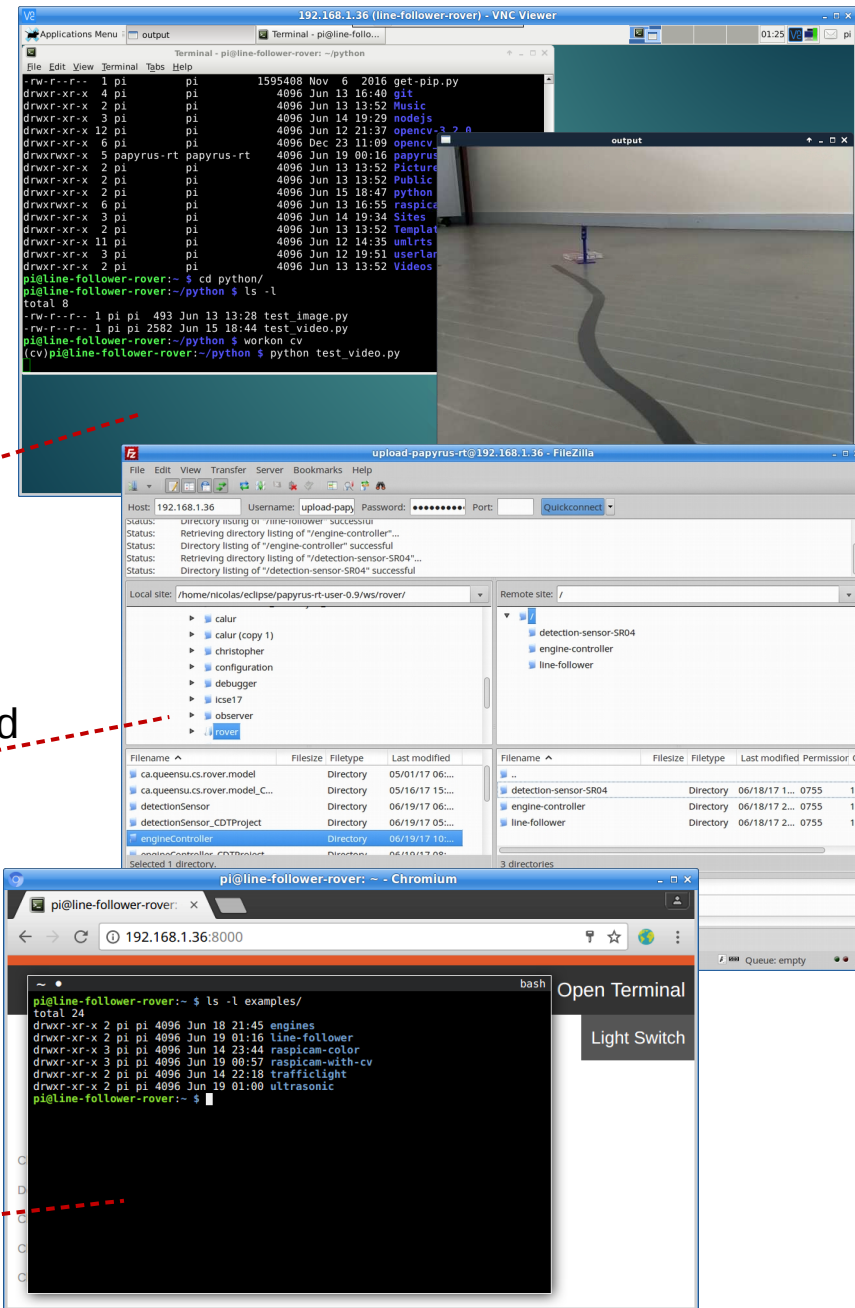 192.168.1.36 (line-follower-rover) - VNC Viewer
Applications Menu output Terminal - pi@line-follo... 01:25 pi
Terminal - pi@line-follower-rover: ~/python
File Edit View Terminal Tabs Help
-rw-r--r-- 1 pi pi 1595408 Nov 6 2016 get-pip.py
drwxr-xr-x 4 pi pi 4096 Jun 13 16:40 git
drwxr-xr-x 2 pi pi 4096 Jun 13 13:52 Music
drwxr-xr-x 3 pi pi 4096 Jun 14 19:29 nodejs
drwxr-xr-x 12 pi pi 4096 Jun 12 21:37 opencv-3.2.0
drwxr-xr-x 6 pi pi 4096 Dec 23 11:09 opencv_
drwxrwxr-x 5 papyrus-rt papyrus-rt 4096 Jun 19 00:16 papyrus
drwxr-xr-x 2 pi pi 4096 Jun 13 13:52 Picture
drwxr-xr-x 2 pi pi 4096 Jun 13 13:52 Public
drwxr-xr-x 2 pi pi 4096 Jun 15 18:47 python
drwxrwxr-x 6 pi pi 4096 Jun 13 16:55 raspica
drwxr-xr-x 3 pi pi 4096 Jun 14 19:34 Sites
drwxr-xr-x 2 pi pi 4096 Jun 13 13:52 Templat
drwxr-xr-x 11 pi pi 4096 Jun 12 14:35 umlrts
drwxr-xr-x 3 pi pi 4096 Jun 12 19:51 userlan
drwxr-xr-x 2 pi pi 4096 Jun 13 13:52 Videos
pi@line-follower-rover:~ $ cd python/
pi@line-follower-rover:~/python $ ls -l
total 8
-rw-r--r-- 1 pi pi 493 Jun 13 13:28 test_image.py
-rw-r--r-- 1 pi pi 2582 Jun 15 18:44 test_video.py
pi@line-follower-rover:~/python $ workon cv
(cv)pi@line-follower-rover:~/python $ python test_video.py
output
upload-papyrus-rt@192.168.1.36 - FileZilla
File Edit View Transfer Server Bookmarks Help
Host: 192.168.1.36 Username: upload-papy Password: ●●●●●●●●● Port: Quickconnect
Status: Directory listing of "/line-follower" successful
Status: Retrieving directory listing of "/engine-controller"...
Status: Directory listing of "/engine-controller" successful
Status: Retrieving directory listing of "/detection-sensor-SR04"...
Status: Directory listing of "/detection-sensor-SR04" successful
Local site: /home/nicolas/eclipse/papyrus-rt-user-0.9/ws/rover/
calur
calur (copy 1)
christopher
configuration
debugger
icse17
observer
rover
Remote site: /
/
detection-sensor-SR04
engine-controller
line-follower
d
Filename Filesize Filetype Last modified
ca.queensu.cs.rover.model Directory 05/01/17 06:...
ca.queensu.cs.rover.model_C... Directory 05/16/17 15:...
detectionSensor Directory 06/19/17 06:...
detectionSensor_CDTProject Directory 06/19/17 05:...
engineController Directory 06/19/17 10:...
engineController_CDTProject Directory 06/19/17 08:
Selected 1 directory.
Filename Filesize Filetype Last modified Permission
..
detection-sensor-SR04 Directory 06/18/17 1... 0755 1
engine-controller Directory 06/18/17 2... 0755 1
line-follower Directory 06/18/17 2... 0755 1
3 directories
Queue: empty
pi@line-follower-rover: ~ - Chromium
pi@line-follower-rover:
192.168.1.36:8000
Open Terminal
Light Switch
~ bash
pi@line-follower-rover:~ $ ls -l examples/
total 24
drwxr-xr-x 2 pi pi 4096 Jun 18 21:45 engines
drwxr-xr-x 2 pi pi 4096 Jun 19 01:16 line-follower
drwxr-xr-x 3 pi pi 4096 Jun 14 23:44 raspicam-color
drwxr-xr-x 3 pi pi 4096 Jun 19 00:57 raspicam-with-cv
drwxr-xr-x 2 pi pi 4096 Jun 14 22:18 trafficlight
drwxr-xr-x 2 pi pi 4096 Jun 19 01:00 ultrasonic
pi@line-follower-rover:~ $
C
D
C
C
C